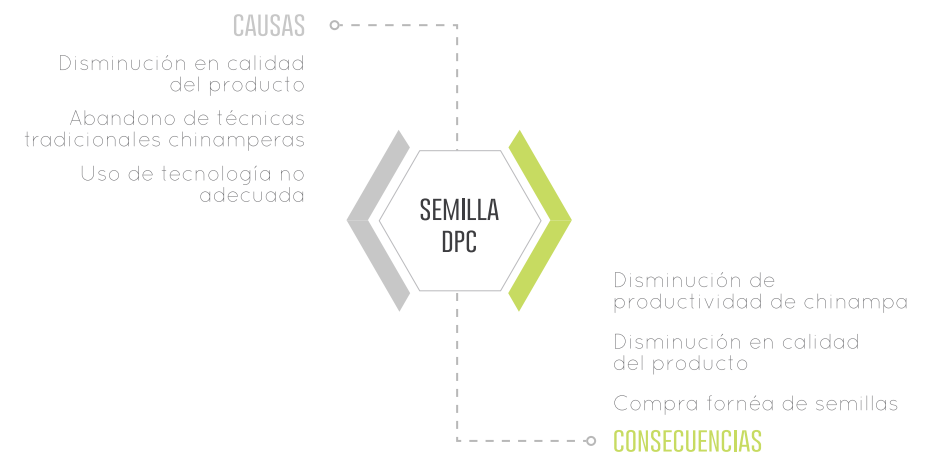 CAUSAS
Disminución en calidad
del producto
Abandono de técnicas
tradicionales chinamperas
Uso de tecnología no
adecuada
SEMILLA
DPC
Disminución de
productividad de chinampa
Disminución en calidad
del producto
Compra fornéa de semillas
CONSECUENCIAS